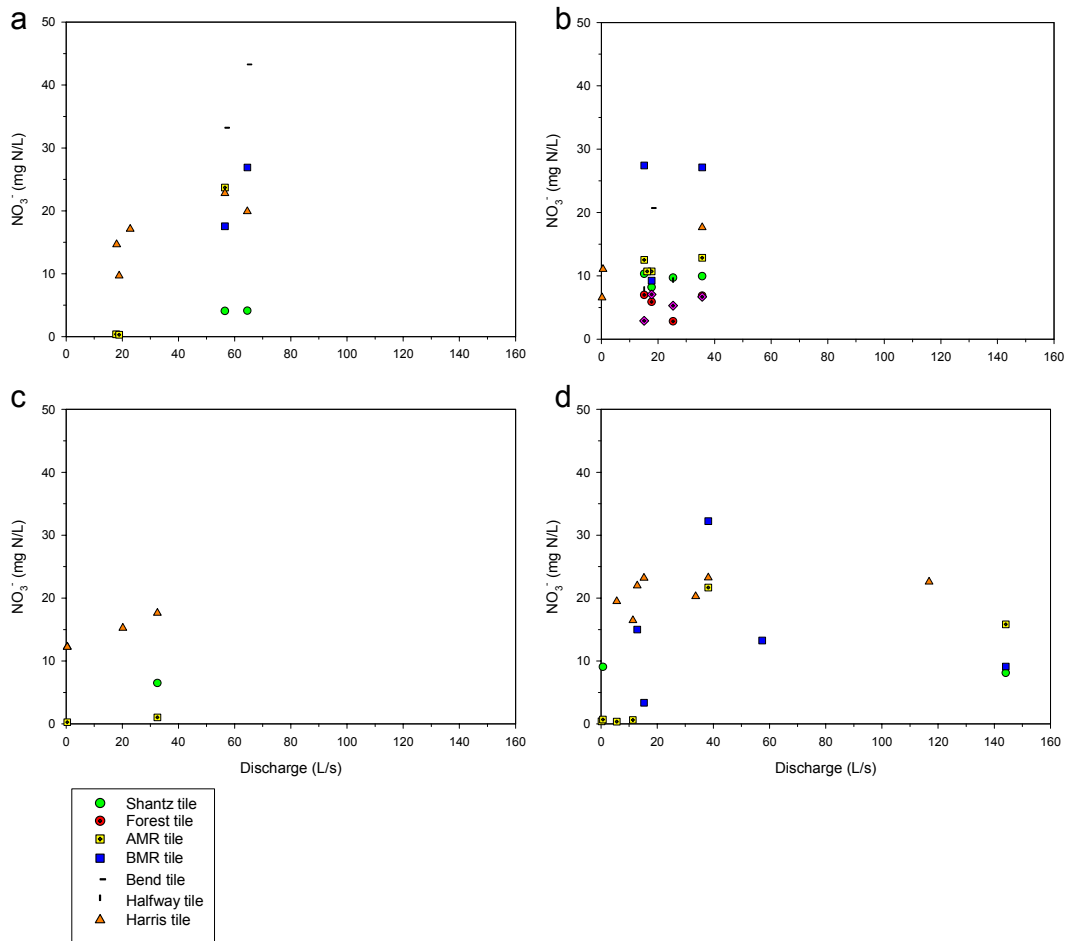 a
50
40
30
20
10
0
NO₃⁻ (mg N/L)
0 20 40 60 80 100 120 140 160
b
50
40
30
20
10
0
NO₃⁻ (mg N/L)
0 20 40 60 80 100 120 140 160
c
50
40
30
20
10
0
NO₃⁻ (mg N/L)
0 20 40 60 80 100 120 140 160
Discharge (L/s)
d
50
40
30
20
10
0
NO₃⁻ (mg N/L)
0 20 40 60 80 100 120 140 160
Discharge (L/s)
Shantz tile
Forest tile
AMR tile
BMR tile
Bend tile
Halfway tile
Harris tile